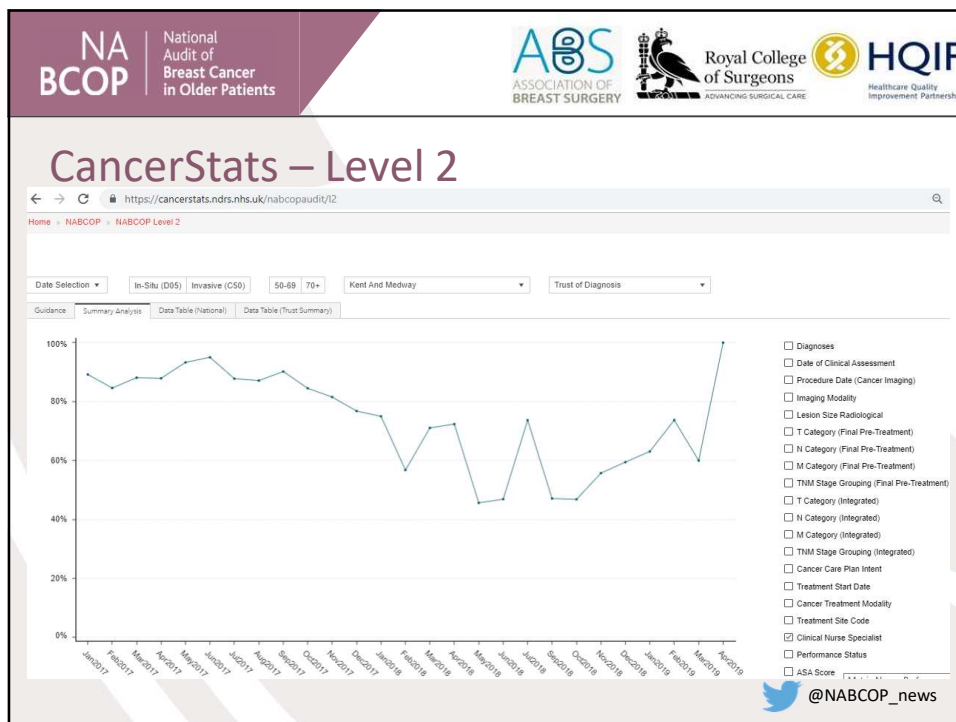 NA
BCOP
National
Audit of
Breast Cancer
in Older Patients
ABS
ASSOCIATION OF
BREAST SURGERY
Royal College
of Surgeons
ADVANCING SURGICAL CARE
HQIP
Healthcare Quality
Improvement Partnersh
CancerStats – Level 2
https://cancerstats.ndrs.nhs.uk/nabcopaudit/l2
Home » NABCOP » NABCOP Level 2
Date Selection
In-Situ (D05) Invasive (C50)
50-69 70+
Kent And Medway
Trust of Diagnosis
Guidance Summary Analysis Data Table (National) Data Table (Trust Summary)
100%
80%
60%
40%
20%
0%
Jan2017
Feb2017
Mar2017
Apr2017
May2017
Jun2017
Jul2017
Aug2017
Sep2017
Oct2017
Nov2017
Dec2017
Jan2018
Feb2018
Mar2018
Apr2018
May2018
Jun2018
Jul2018
Sep2018
Oct2018
Nov2018
Dec2018
Jan2019
Feb2019
Mar2019
Apr2019
Diagnoses
Date of Clinical Assessment
Procedure Date (Cancer Imaging)
Imaging Modality
Lesion Size Radiological
T Category (Final Pre-Treatment)
N Category (Final Pre-Treatment)
M Category (Final Pre-Treatment)
TNM Stage Grouping (Final Pre-Treatment)
T Category (Integrated)
N Category (Integrated)
M Category (Integrated)
TNM Stage Grouping (Integrated)
Cancer Care Plan Intent
Treatment Start Date
Cancer Treatment Modality
Treatment Site Code
Clinical Nurse Specialist
Performance Status
ASA Score
@NABCOP_news